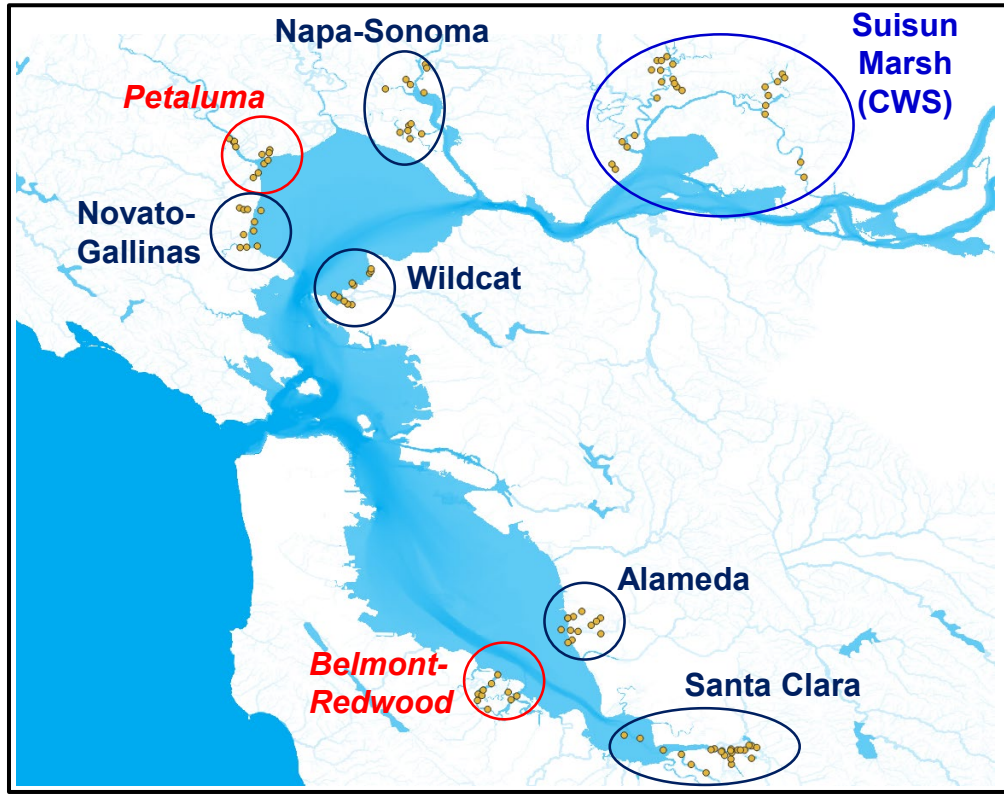 Napa-Sonoma
Suisun
Marsh
(CWS)
Petaluma
Novato-
Gallinas
Wildcat
Alameda
Belmont-
Redwood
Santa Clara